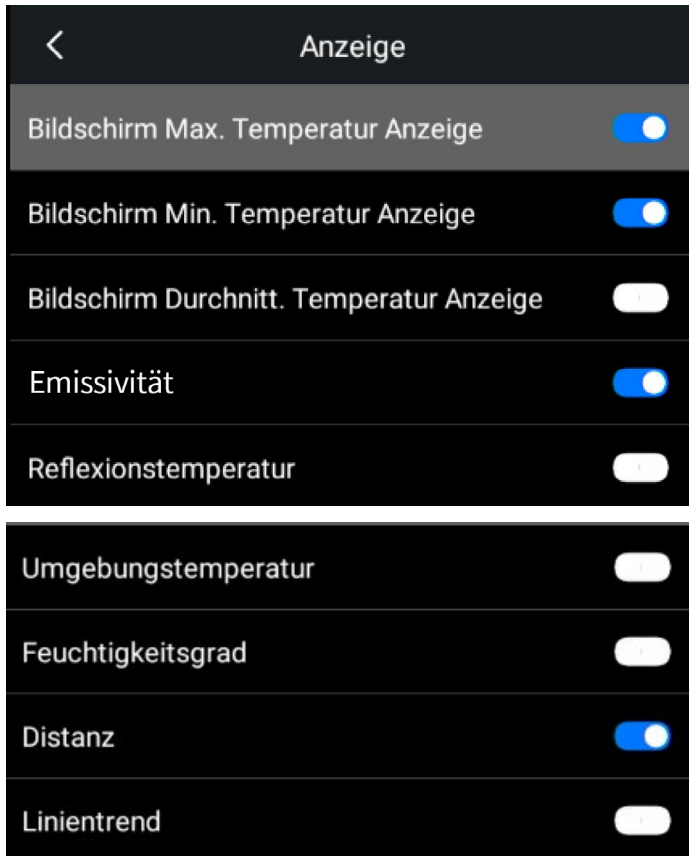 Anzeige
Bildschirm Max. Temperatur Anzeige
Bildschirm Min. Temperatur Anzeige
Bildschirm Durchnitt. Temperatur Anzeige
Emissivität
Reflexionstemperatur
Umgebungstemperatur
Feuchtigkeitsgrad
Distanz
Linientrend